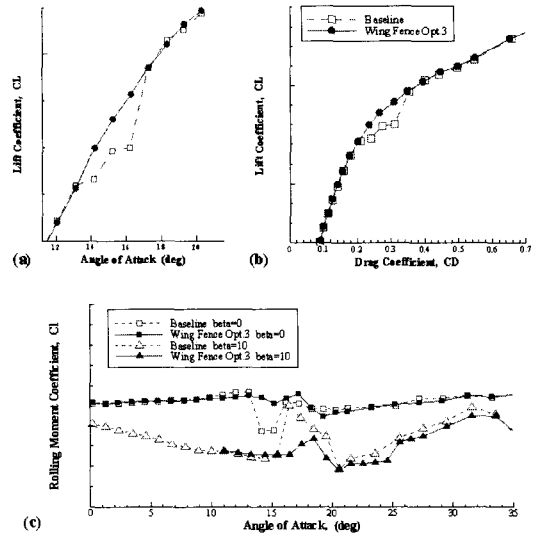 Baseline
Wing Fence Opt.3
Lift Coefficient, CL
12 14 16 18 20
(a) Angle of Attack (deg)
Lift Coefficient, CL
0 0.1 0.2 0.3 0.4 0.5 0.6 0.7
(b) Drag Coefficient, CD
Baseline beta=0
Wing Fence Opt.3 beta=0
Baseline beta=10
Wing Fence Opt.3 beta=10
Rolling Moment Coefficient, Cl
0 5 10 15 20 25 30 35
(c) Angle of Attack, (deg)